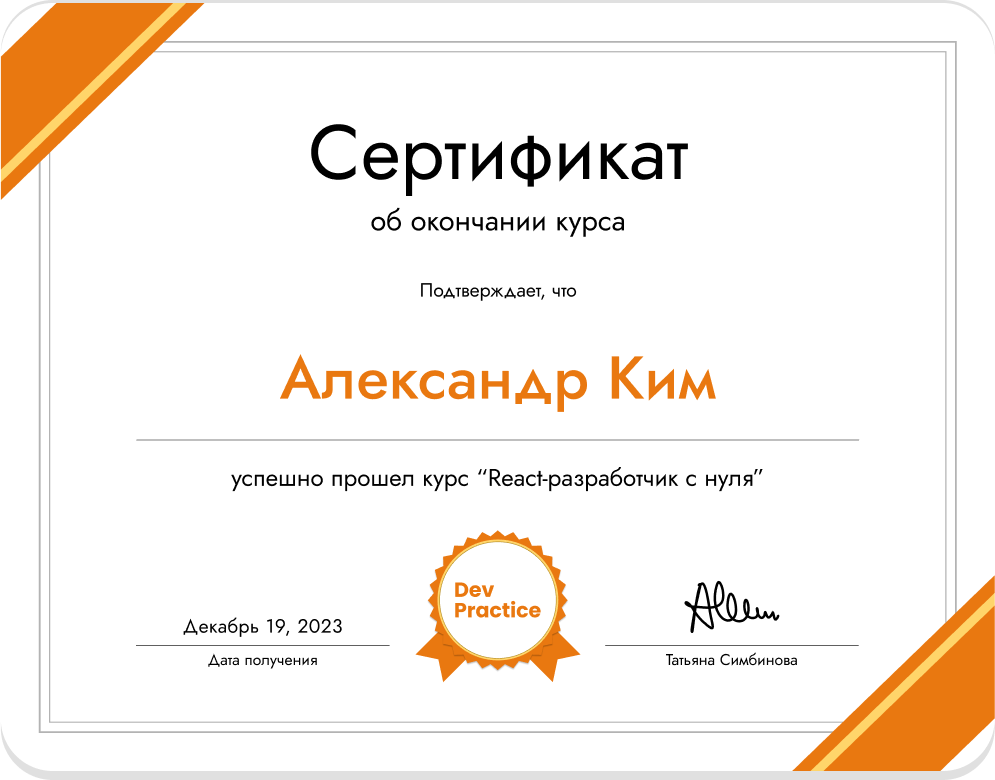 Сертификат
об окончании курса
Подтверждает, что
Александр Ким
успешно прошел курс “React-разработчик с нуля”
Dev
Practice
Декабрь 19, 2023
Дата получения
Татьяна Симбинова